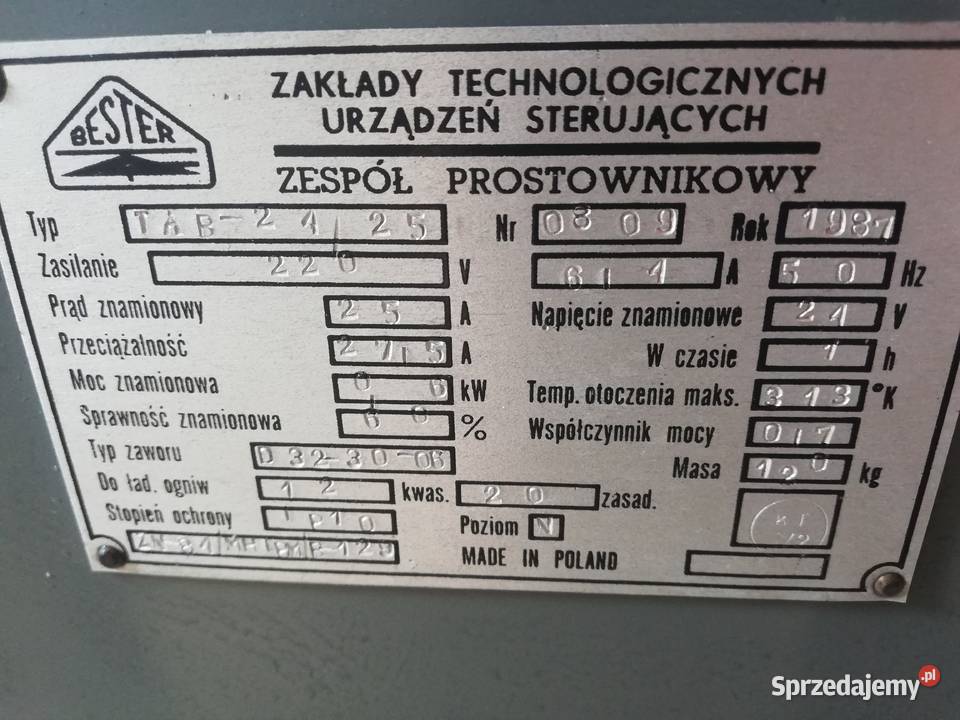 BESTER
ZAKŁADY TECHNOLOGICZNYCH
URZĄDZEŃ STERUJĄCYCH
ZESPÓŁ PROSTOWNIKOWY
Typ TAB-24/25 Nr 0809 Rok 1987
Zasilanie 220 V 6,1 A 50 Hz
Prąd znamionowy 25 A Napięcie znamionowe 24 V
Przeciążalność 27,5 A W czasie 1 h
Moc znamionowa 0,6 kW Temp. otoczenia maks. 313 °K
Sprawność znamionowa 60 % Współczynnik mocy 0,7
Typ zaworu D 32-30-06 Masa 120 kg
Do ład. ogniw 12 kwas. 20 zasad.
Stopień ochrony IP10 Poziom N
MADE IN POLAND
Sprzedajemy.pl